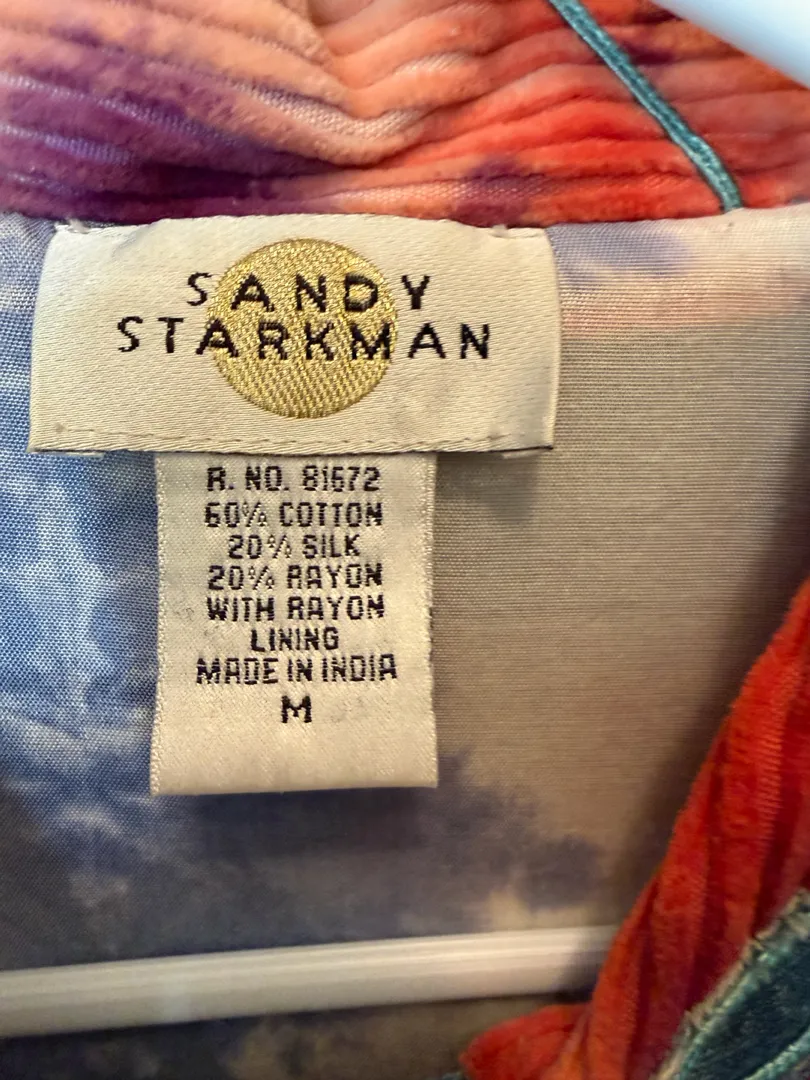 SANDY
STARKMAN
R. NO. 81672
60% COTTON
20% SILK
20% RAYON
WITH RAYON
LINING
MADE IN INDIA
M